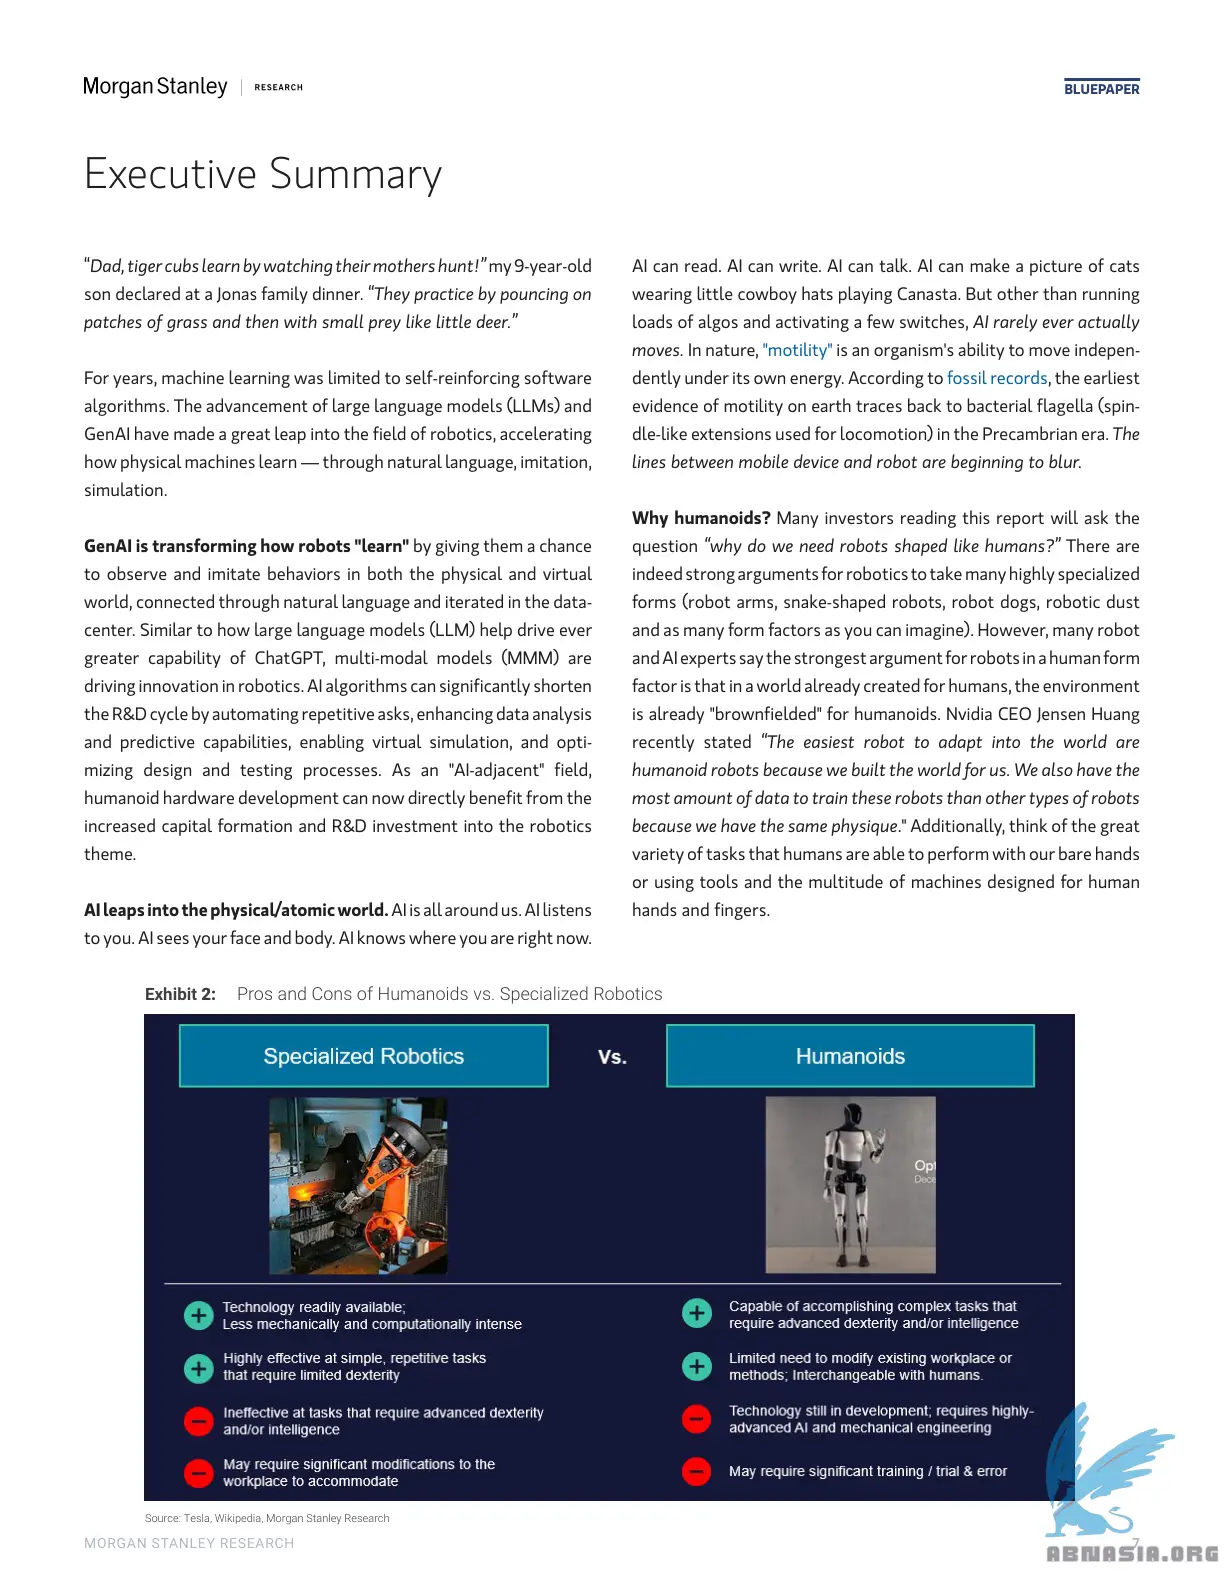 Morgan Stanley | RESEARCH
BLUEPAPER
Executive Summary
“Dad, tiger cubs learn by watching their mothers hunt!” my 9-year-old
son declared at a Jonas family dinner. “They practice by pouncing on
patches of grass and then with small prey like little deer.”
For years, machine learning was limited to self-reinforcing software
algorithms. The advancement of large language models (LLMs) and
GenAI have made a great leap into the field of robotics, accelerating
how physical machines learn — through natural language, imitation,
simulation.
GenAI is transforming how robots "learn" by giving them a chance
to observe and imitate behaviors in both the physical and virtual
world, connected through natural language and iterated in the data-
center. Similar to how large language models (LLM) help drive ever
greater capability of ChatGPT, multi-modal models (MMM) are
driving innovation in robotics. AI algorithms can significantly shorten
the R&D cycle by automating repetitive asks, enhancing data analysis
and predictive capabilities, enabling virtual simulation, and opti-
mizing design and testing processes. As an "AI-adjacent" field,
humanoid hardware development can now directly benefit from the
increased capital formation and R&D investment into the robotics
theme.
AI leaps into the physical/atomic world. AI is all around us. AI listens
to you. AI sees your face and body. AI knows where you are right now.
AI can read. AI can write. AI can talk. AI can make a picture of cats
wearing little cowboy hats playing Canasta. But other than running
loads of algos and activating a few switches, AI rarely ever actually
moves. In nature, "motility" is an organism's ability to move indepen-
dently under its own energy. According to fossil records, the earliest
evidence of motility on earth traces back to bacterial flagella (spin-
dle-like extensions used for locomotion) in the Precambrian era. The
lines between mobile device and robot are beginning to blur.
Why humanoids? Many investors reading this report will ask the
question “why do we need robots shaped like humans?” There are
indeed strong arguments for robotics to take many highly specialized
forms (robot arms, snake-shaped robots, robot dogs, robotic dust
and as many form factors as you can imagine). However, many robot
and AI experts say the strongest argument for robots in a human form
factor is that in a world already created for humans, the environment
is already "brownfielded" for humanoids. Nvidia CEO Jensen Huang
recently stated “The easiest robot to adapt into the world are
humanoid robots because we built the world for us. We also have the
most amount of data to train these robots than other types of robots
because we have the same physique." Additionally, think of the great
variety of tasks that humans are able to perform with our bare hands
or using tools and the multitude of machines designed for human
hands and fingers.
Exhibit 2: Pros and Cons of Humanoids vs. Specialized Robotics
Specialized Robotics
Vs.
Humanoids
Opt
Dece
Technology readily available;
Less mechanically and computationally intense
Highly effective at simple, repetitive tasks
that require limited dexterity
Ineffective at tasks that require advanced dexterity
and/or intelligence
May require significant modifications to the
workplace to accommodate
Capable of accomplishing complex tasks that
require advanced dexterity and/or intelligence
Limited need to modify existing workplace or
methods; Interchangeable with humans.
Technology still in development; requires highly-
advanced AI and mechanical engineering
May require significant training / trial & error
Source: Tesla, Wikipedia, Morgan Stanley Research
MORGAN STANLEY RESEARCH
7
ABNASIA.ORG